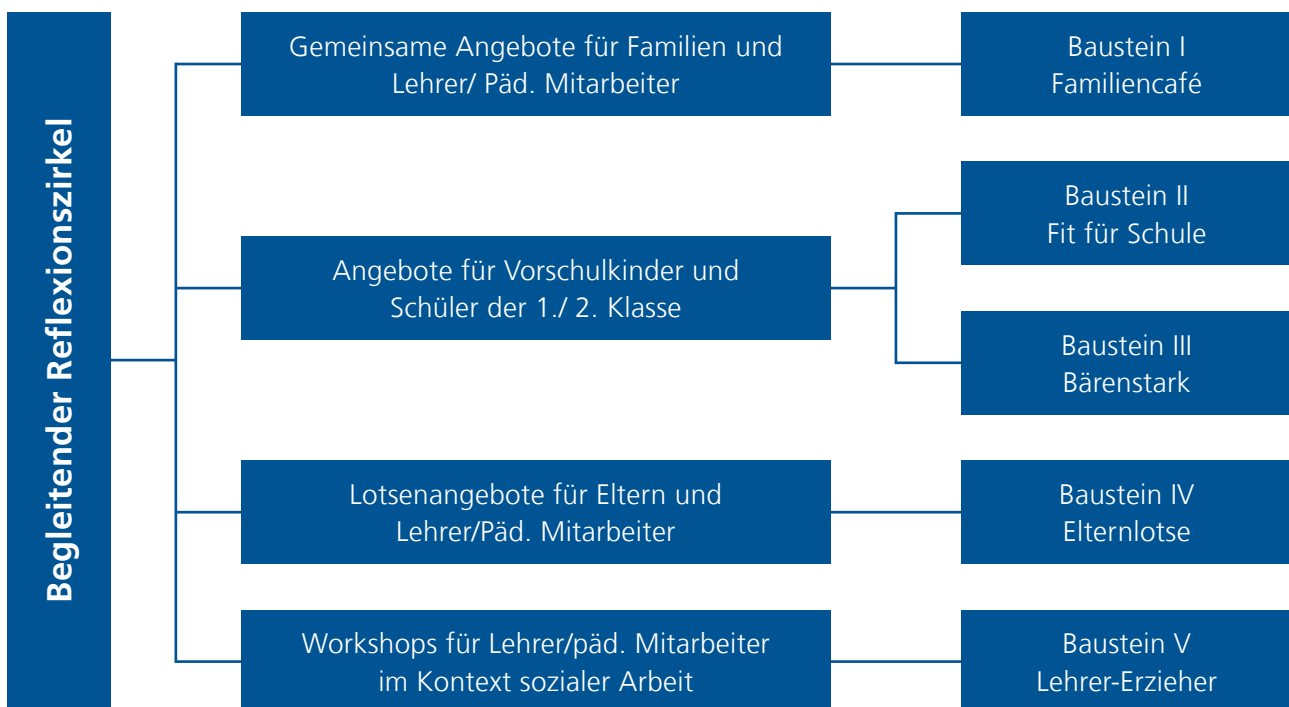 Begleitender Reflexionszirkel
Gemeinsame Angebote für Familien und
Lehrer/ Päd. Mitarbeiter
Baustein I
Familiencafé
Angebote für Vorschulkinder und
Schüler der 1./ 2. Klasse
Baustein II
Fit für Schule
Baustein III
Bärenstark
Lotsenangebote für Eltern und
Lehrer/Päd. Mitarbeiter
Baustein IV
Elternlotse
Workshops für Lehrer/päd. Mitarbeiter
im Kontext sozialer Arbeit
Baustein V
Lehrer-Erzieher